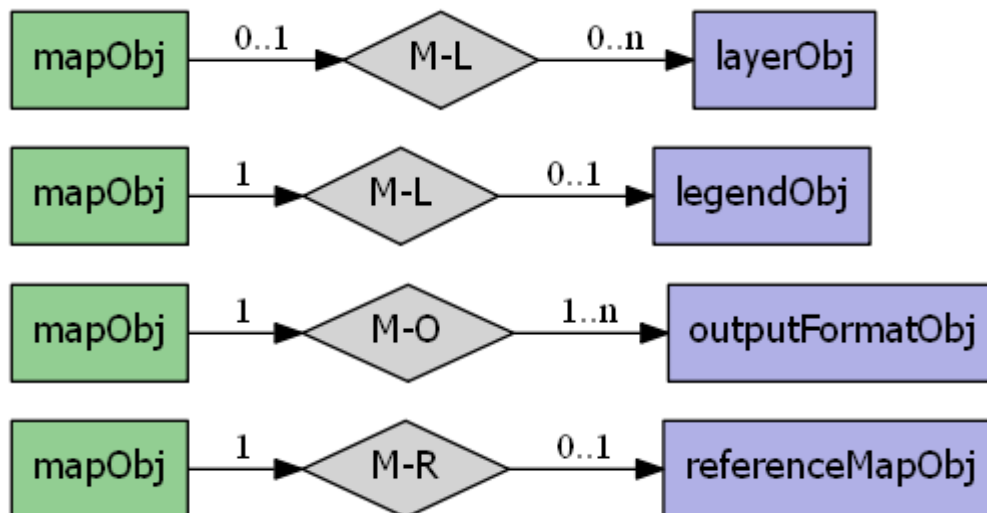 mapObj 0..1 M-L 0..n layerObj
mapObj 1 M-L 0..1 legendObj
mapObj 1 M-O 1..n outputFormatObj
mapObj 1 M-R 0..1 referenceMapObj